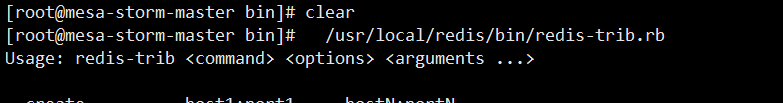 [root@mesa-storm-master bin]# clear
[root@mesa-storm-master bin]#   /usr/local/redis/bin/redis-trib.rb
Usage: redis-trib <command> <options> <arguments ...>
create          host1:port1 ... hostN:portN